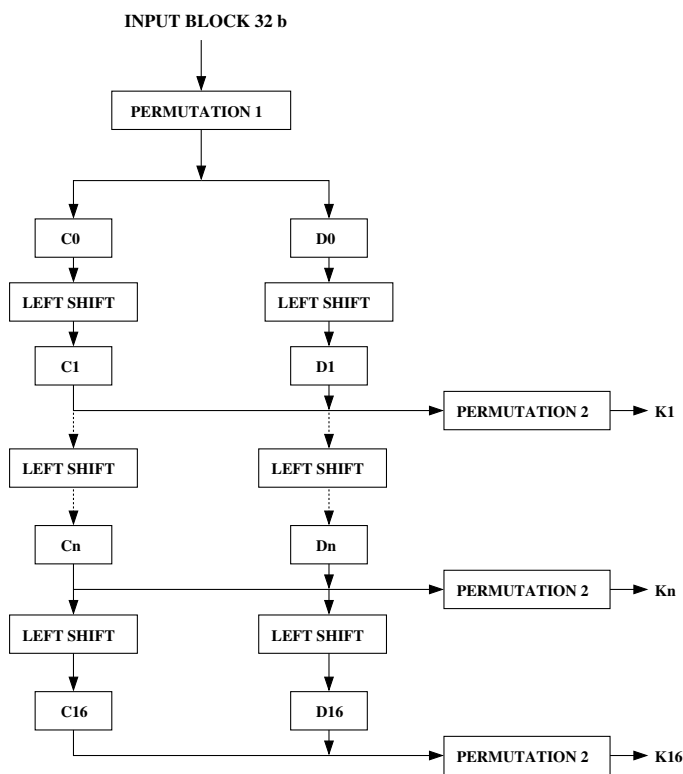 INPUT BLOCK 32 b
PERMUTATION 1
C0 D0
LEFT SHIFT LEFT SHIFT
C1 D1
PERMUTATION 2 K1
LEFT SHIFT LEFT SHIFT
Cn Dn
PERMUTATION 2 Kn
LEFT SHIFT LEFT SHIFT
C16 D16
PERMUTATION 2 K16